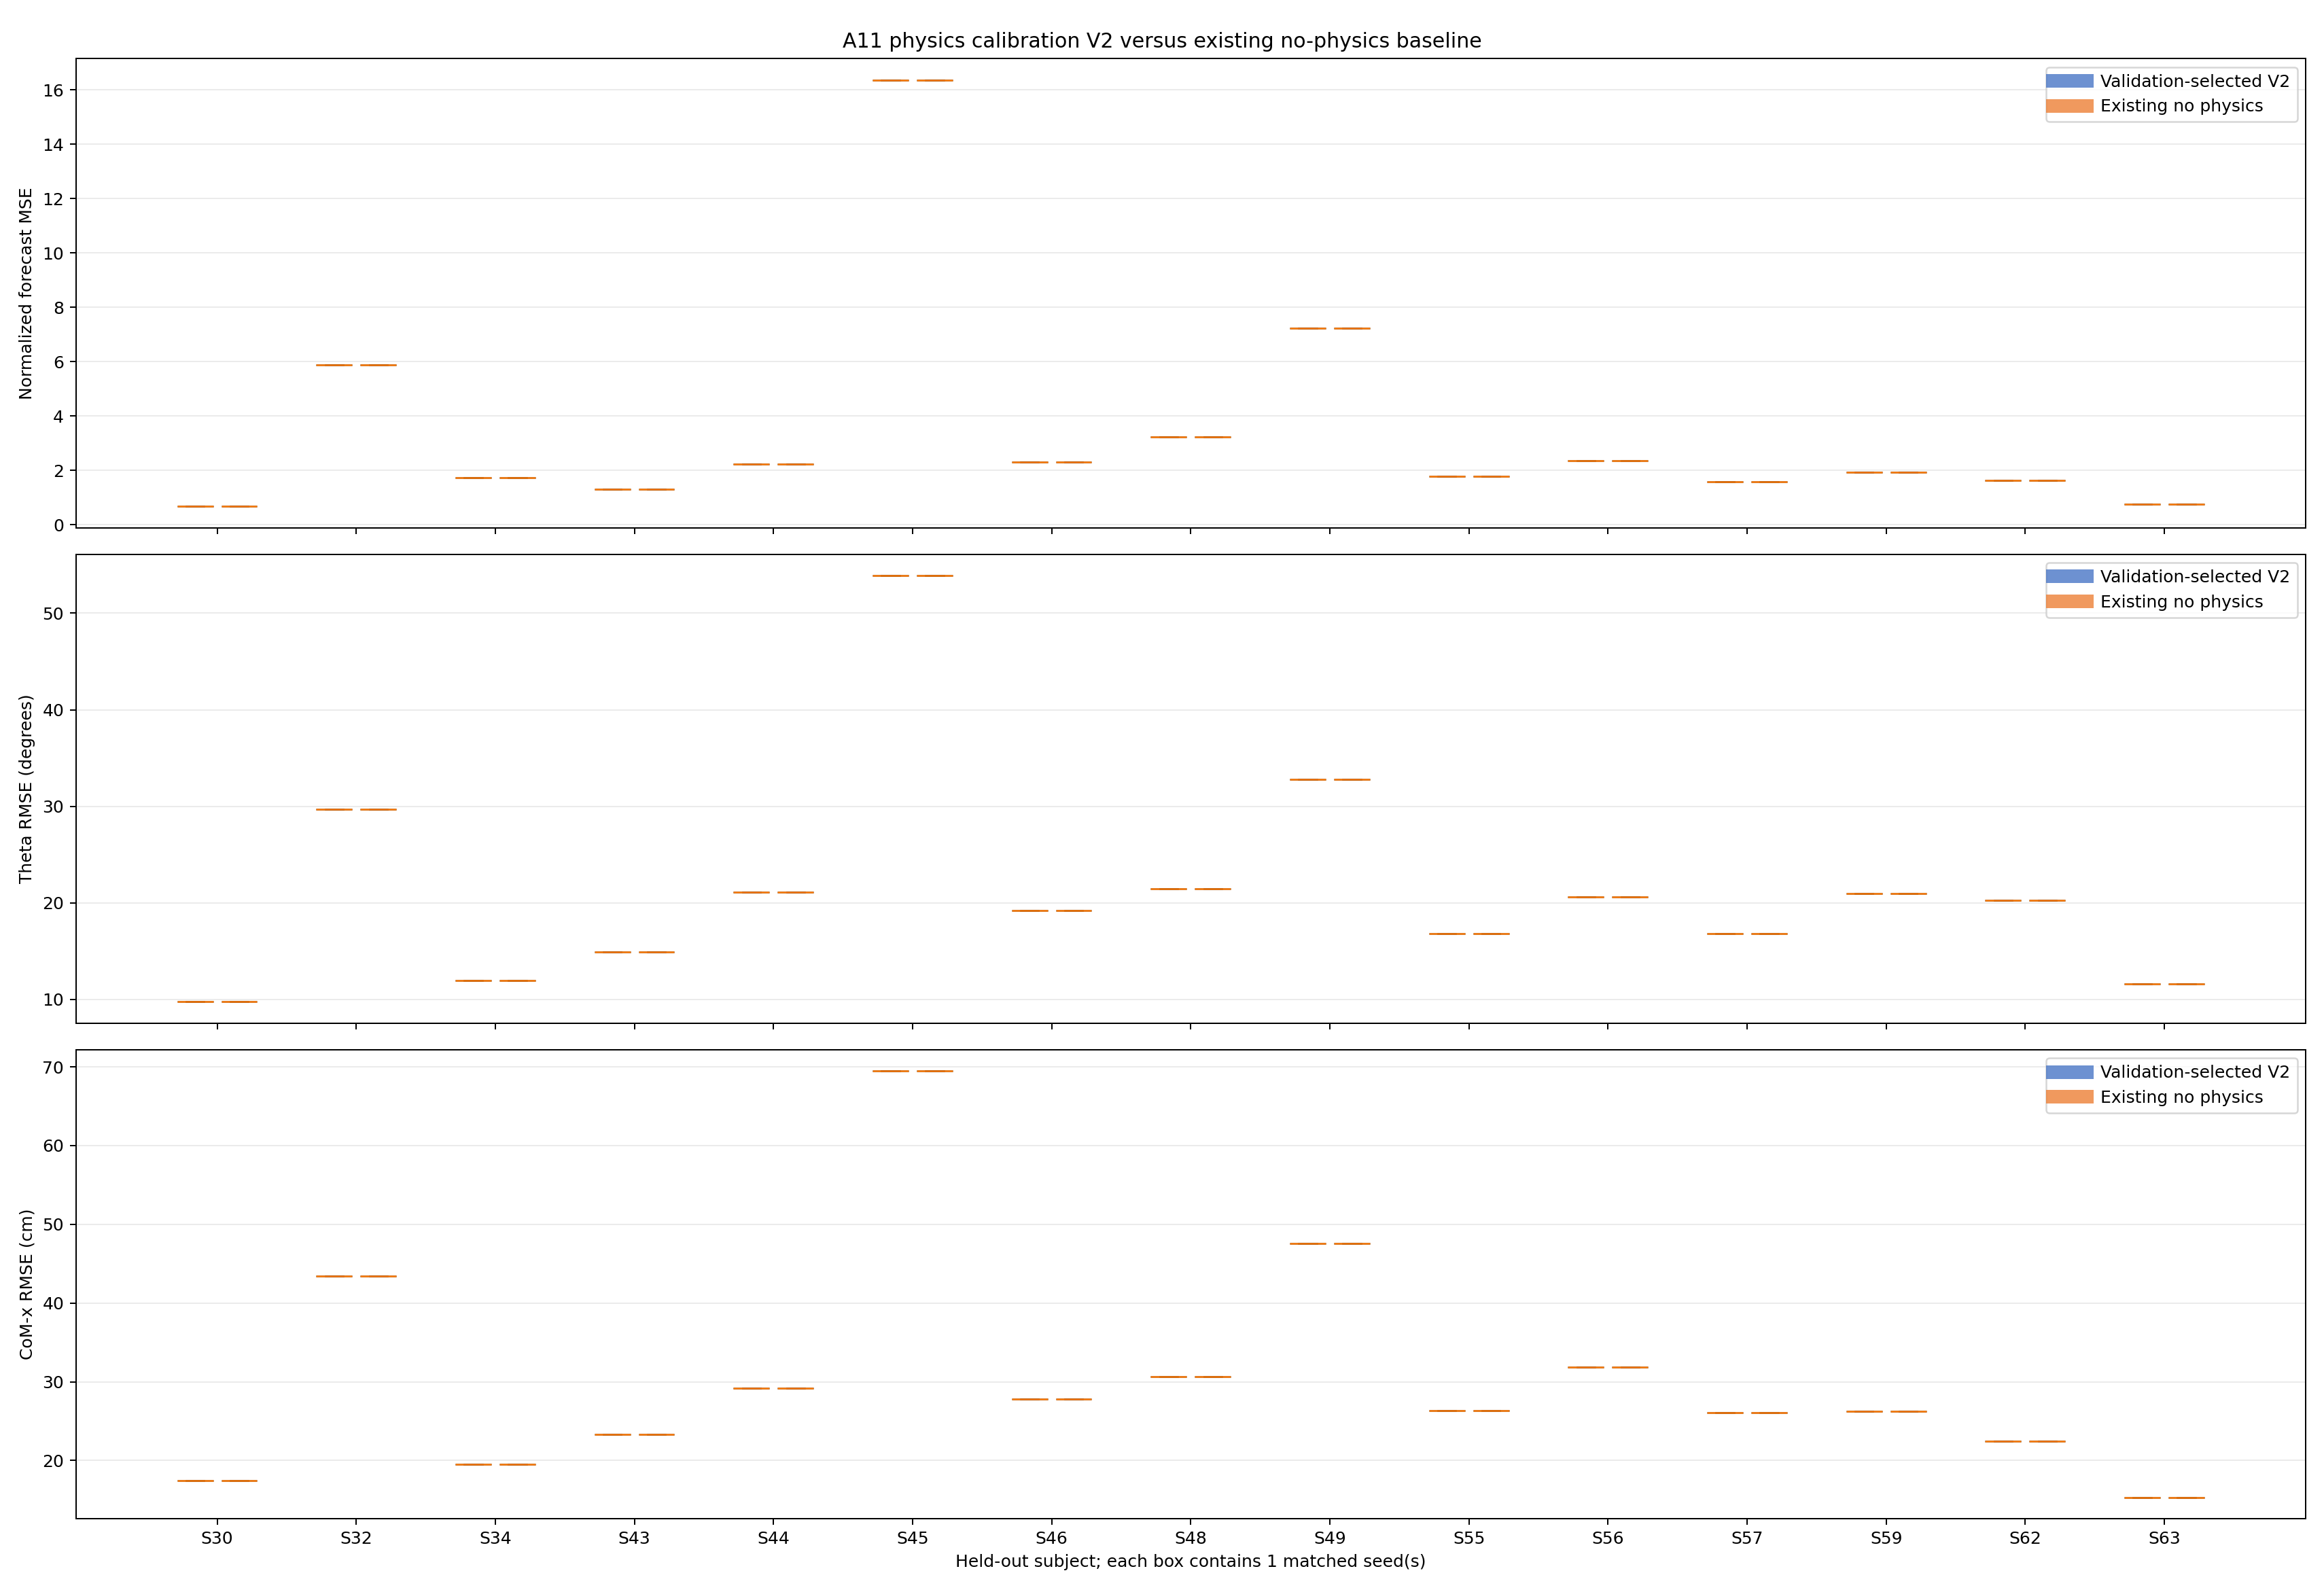 A11 physics calibration V2 versus existing no-physics baseline
Normalized forecast MSE
16
14
12
10
8
6
4
2
0
Validation-selected V2
Existing no physics
Theta RMSE (degrees)
50
40
30
20
10
Validation-selected V2
Existing no physics
CoM-x RMSE (cm)
70
60
50
40
30
20
Validation-selected V2
Existing no physics
S30 S32 S34 S43 S44 S45 S46 S48 S49 S55 S56 S57 S59 S62 S63
Held-out subject; each box contains 1 matched seed(s)